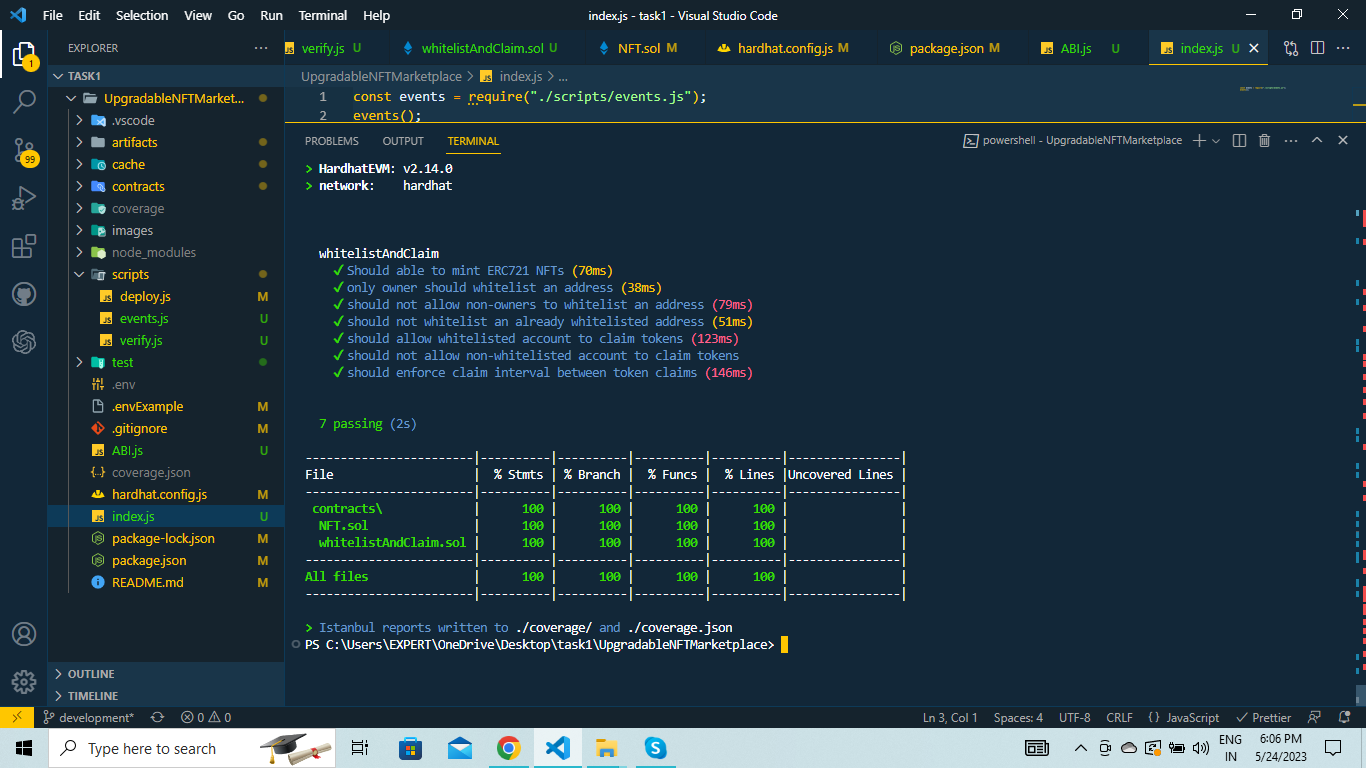 File Edit Selection View Go Run Terminal Help
index.js - task1 - Visual Studio Code
EXPLORER
verify.js U
whitelistAndClaim.sol U
NFT.sol M
hardhat.config.js M
package.json M
ABI.js U
index.js U
TASK1
UpgradableNFTMarket...
.vscode
artifacts
cache
contracts
coverage
images
node_modules
scripts
deploy.js M
events.js U
verify.js U
test
.env
.envExample M
.gitignore M
ABI.js U
coverage.json
hardhat.config.js M
index.js U
package-lock.json M
package.json M
README.md M
OUTLINE
TIMELINE
1
99
UpgradableNFTMarketplace > index.js > ...
1 const events = require("./scripts/events.js");
2 events();
PROBLEMS OUTPUT TERMINAL
powershell - UpgradableNFTMarketplace
> HardhatEVM: v2.14.0
> network: hardhat
whitelistAndClaim
✓ Should able to mint ERC721 NFTs (70ms)
✓ only owner should whitelist an address (38ms)
✓ should not allow non-owners to whitelist an address (79ms)
✓ should not whitelist an already whitelisted address (51ms)
✓ should allow whitelisted account to claim tokens (123ms)
✓ should not allow non-whitelisted account to claim tokens
✓ should enforce claim interval between token claims (146ms)
7 passing (2s)
------------------------|----------|----------|----------|----------|----------------|
File | % Stmts | % Branch | % Funcs | % Lines |Uncovered Lines |
------------------------|----------|----------|----------|----------|----------------|
contracts\ | 100 | 100 | 100 | 100 | |
NFT.sol | 100 | 100 | 100 | 100 | |
whitelistAndClaim.sol | 100 | 100 | 100 | 100 | |
------------------------|----------|----------|----------|----------|----------------|
All files | 100 | 100 | 100 | 100 | |
------------------------|----------|----------|----------|----------|----------------|
> Istanbul reports written to ./coverage/ and ./coverage.json
PS C:\Users\EXPERT\OneDrive\Desktop\task1\UpgradableNFTMarketplace>
development* 0 0
Ln 3, Col 1 Spaces: 4 UTF-8 CRLF {} JavaScript Prettier
Type here to search
ENG
IN
6:06 PM
5/24/2023